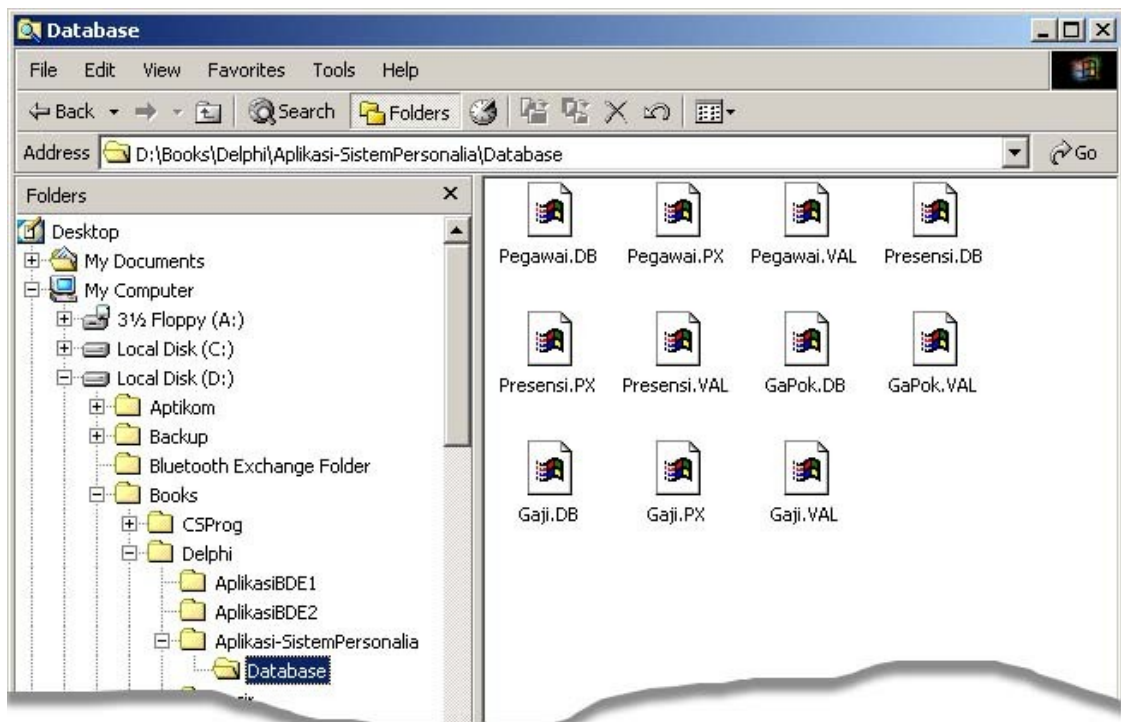 Database
File Edit View Favorites Tools Help
Back Search Folders
Address D:\Books\Delphi\Aplikasi-SistemPersonalia\Database Go
Folders
Desktop
My Documents
My Computer
3½ Floppy (A:)
Local Disk (C:)
Local Disk (D:)
Aptikom
Backup
Bluetooth Exchange Folder
Books
CSProg
Delphi
AplikasiBDE1
AplikasiBDE2
Aplikasi-SistemPersonalia
Database
Pegawai.DB Pegawai.PX Pegawai.VAL Presensi.DB
Presensi.PX Presensi.VAL GaPok.DB GaPok.VAL
Gaji.DB Gaji.PX Gaji.VAL